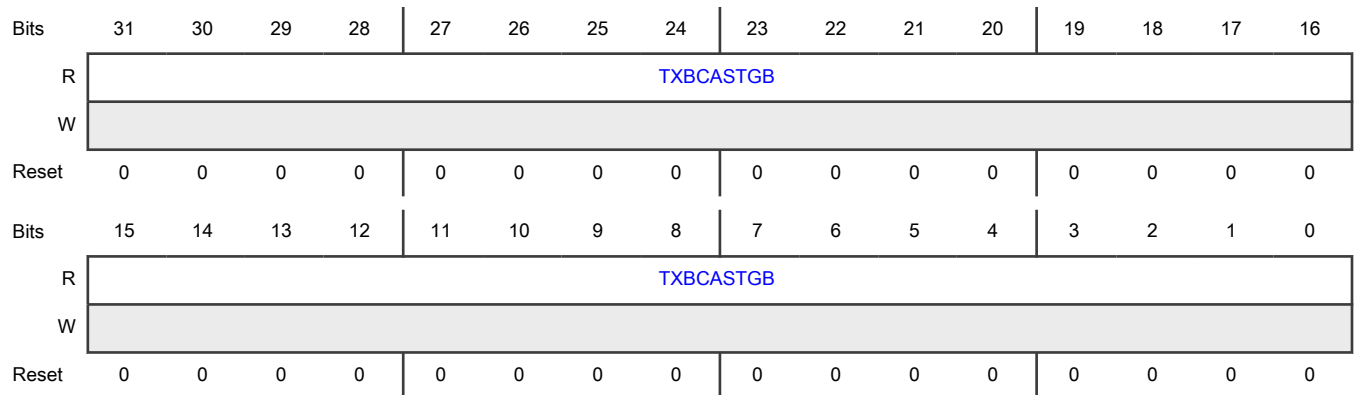 Bits 31 30 29 28 27 26 25 24 23 22 21 20 19 18 17 16
R TXBCASTGB
W
Reset 0 0 0 0 0 0 0 0 0 0 0 0 0 0 0 0
Bits 15 14 13 12 11 10 9 8 7 6 5 4 3 2 1 0
R TXBCASTGB
W
Reset 0 0 0 0 0 0 0 0 0 0 0 0 0 0 0 0